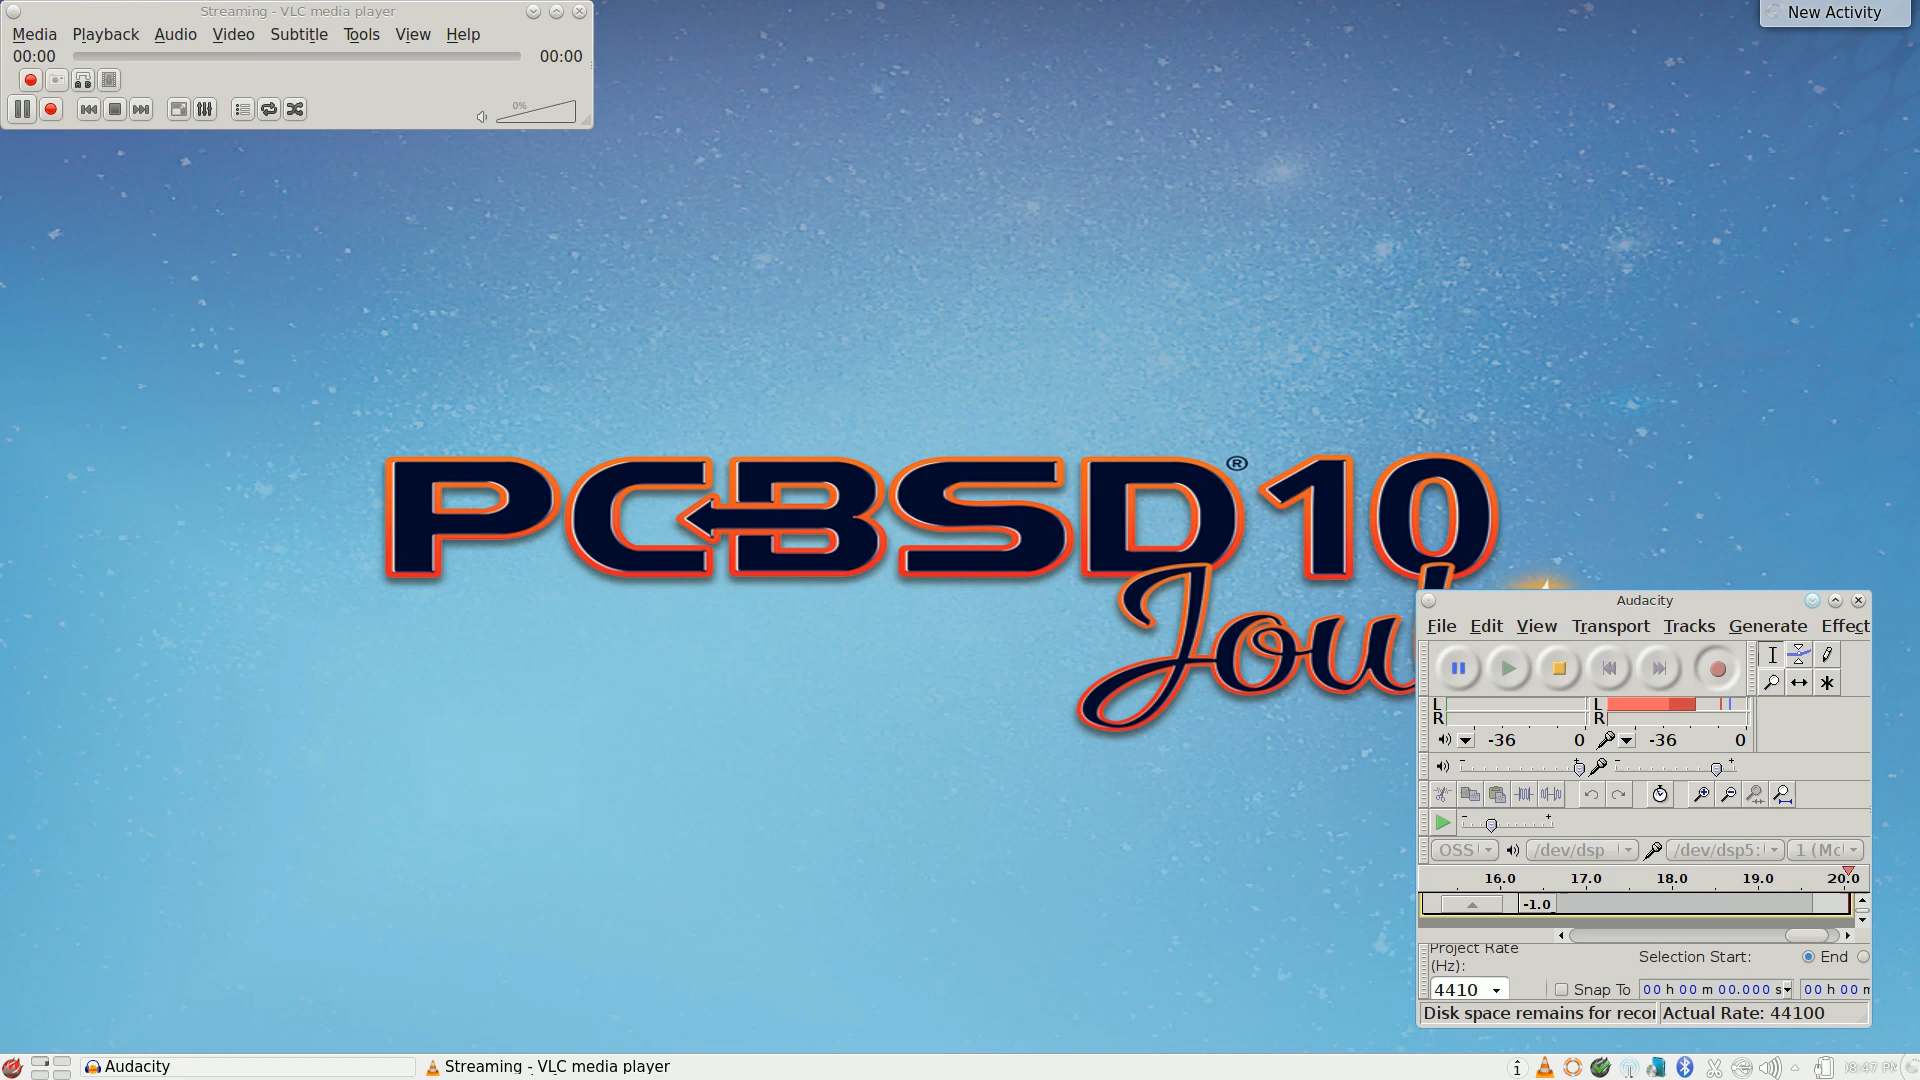 Streaming - VLC media player
New Activity
Media Playback Audio Video Subtitle Tools View Help
00:00 00:00
0%
PCBSD®10
Jou
Audacity
File Edit View Transport Tracks Generate Effect
L L
R R
-36 0 -36 0
- + - +
- +
OSS /dev/dsp /dev/dsp5: 1 (Mc
16.0 17.0 18.0 19.0 20.0
-1.0
Project Rate
(Hz):
Selection Start: End
4410 Snap To 00 h 00 m 00.000 s 00 h 00 m
Disk space remains for recor Actual Rate: 44100
Audacity Streaming - VLC media player 08:47 PM